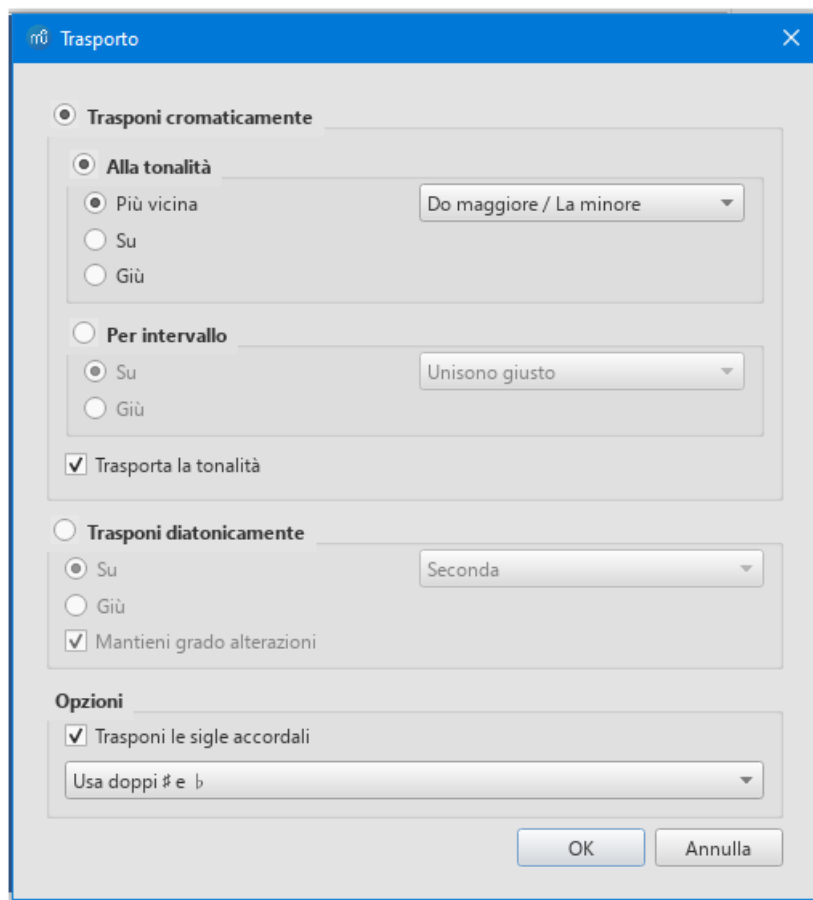 Trasporto
Trasponi cromaticamente
Alla tonalità
Più vicina Do maggiore / La minore
Su
Giù
Per intervallo
Su Unisono giusto
Giù
Trasporta la tonalità
Trasponi diatonicamente
Su Seconda
Giù
Mantieni grado alterazioni
Opzioni
Trasponi le sigle accordali
Usa doppi ♯ e ♭
OK Annulla